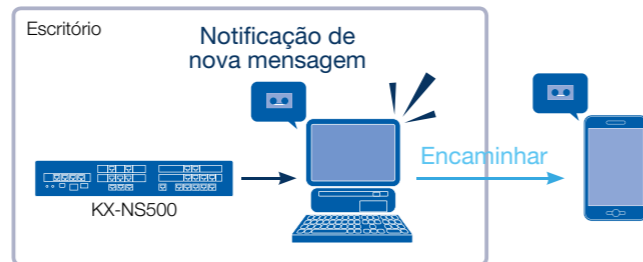 Escritório
Notificação de
nova mensagem
Encaminhar
KX-NS500